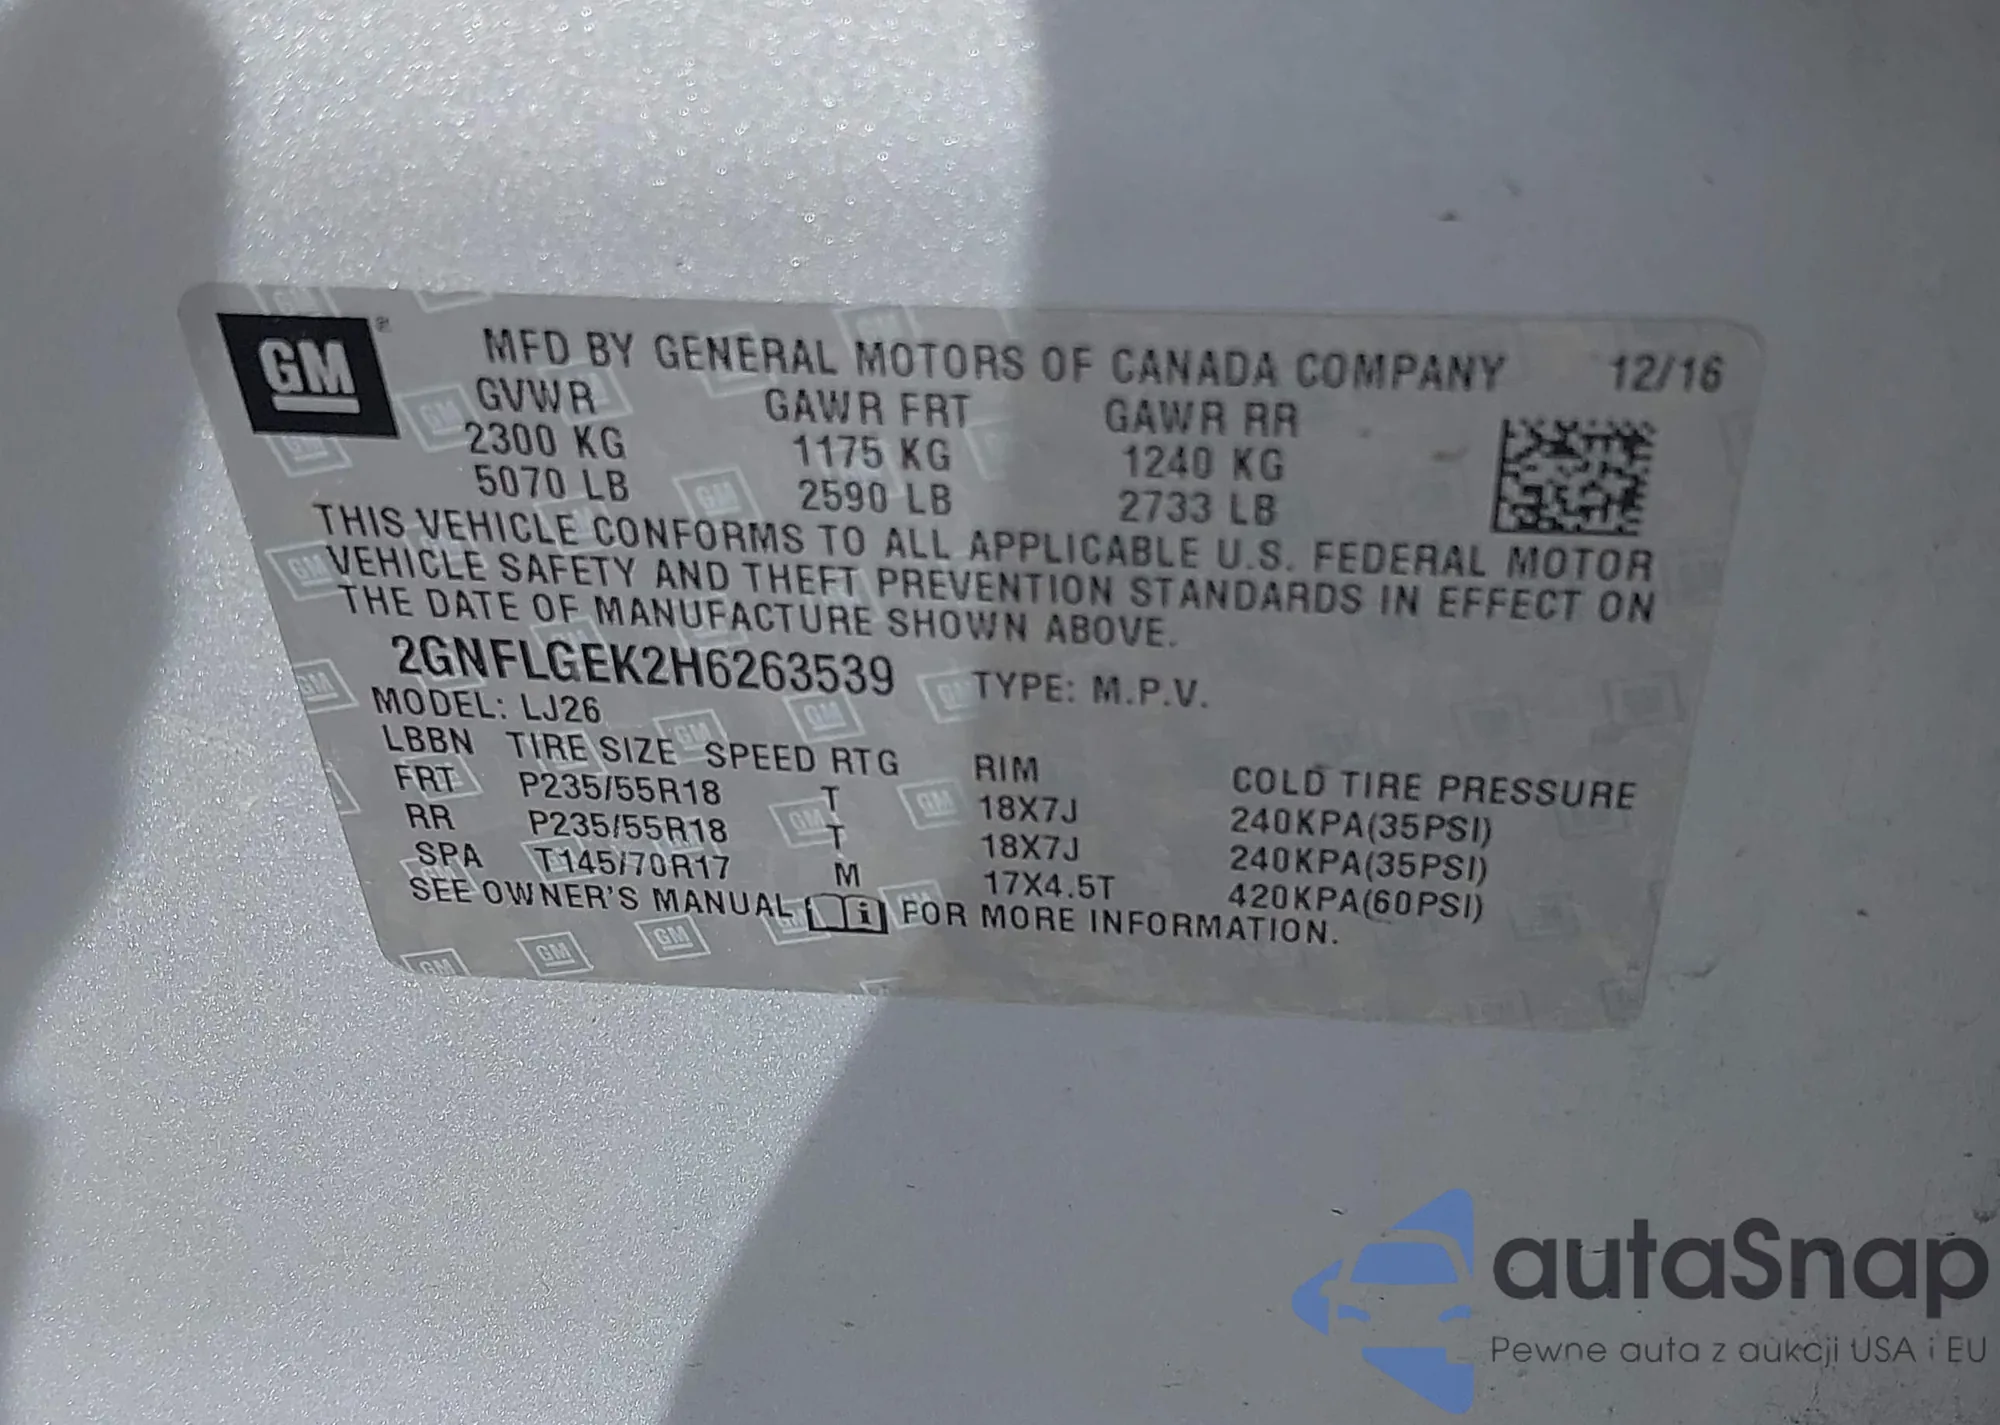 GM®
MFD BY GENERAL MOTORS OF CANADA COMPANY 12/16
GVWR GAWR FRT GAWR RR
2300 KG 1175 KG 1240 KG
5070 LB 2590 LB 2733 LB
THIS VEHICLE CONFORMS TO ALL APPLICABLE U.S. FEDERAL MOTOR
VEHICLE SAFETY AND THEFT PREVENTION STANDARDS IN EFFECT ON
THE DATE OF MANUFACTURE SHOWN ABOVE.
2GNFLGEK2H6263539 TYPE: M.P.V.
MODEL: LJ26
LBBN TIRE SIZE SPEED RTG RIM COLD TIRE PRESSURE
FRT P235/55R18 T 18X7J 240KPA(35PSI)
RR P235/55R18 T 18X7J 240KPA(35PSI)
SPA T145/70R17 M 17X4.5T 420KPA(60PSI)
SEE OWNER'S MANUAL i FOR MORE INFORMATION.
autaSnap
Pewne auta z aukcji USA i EU